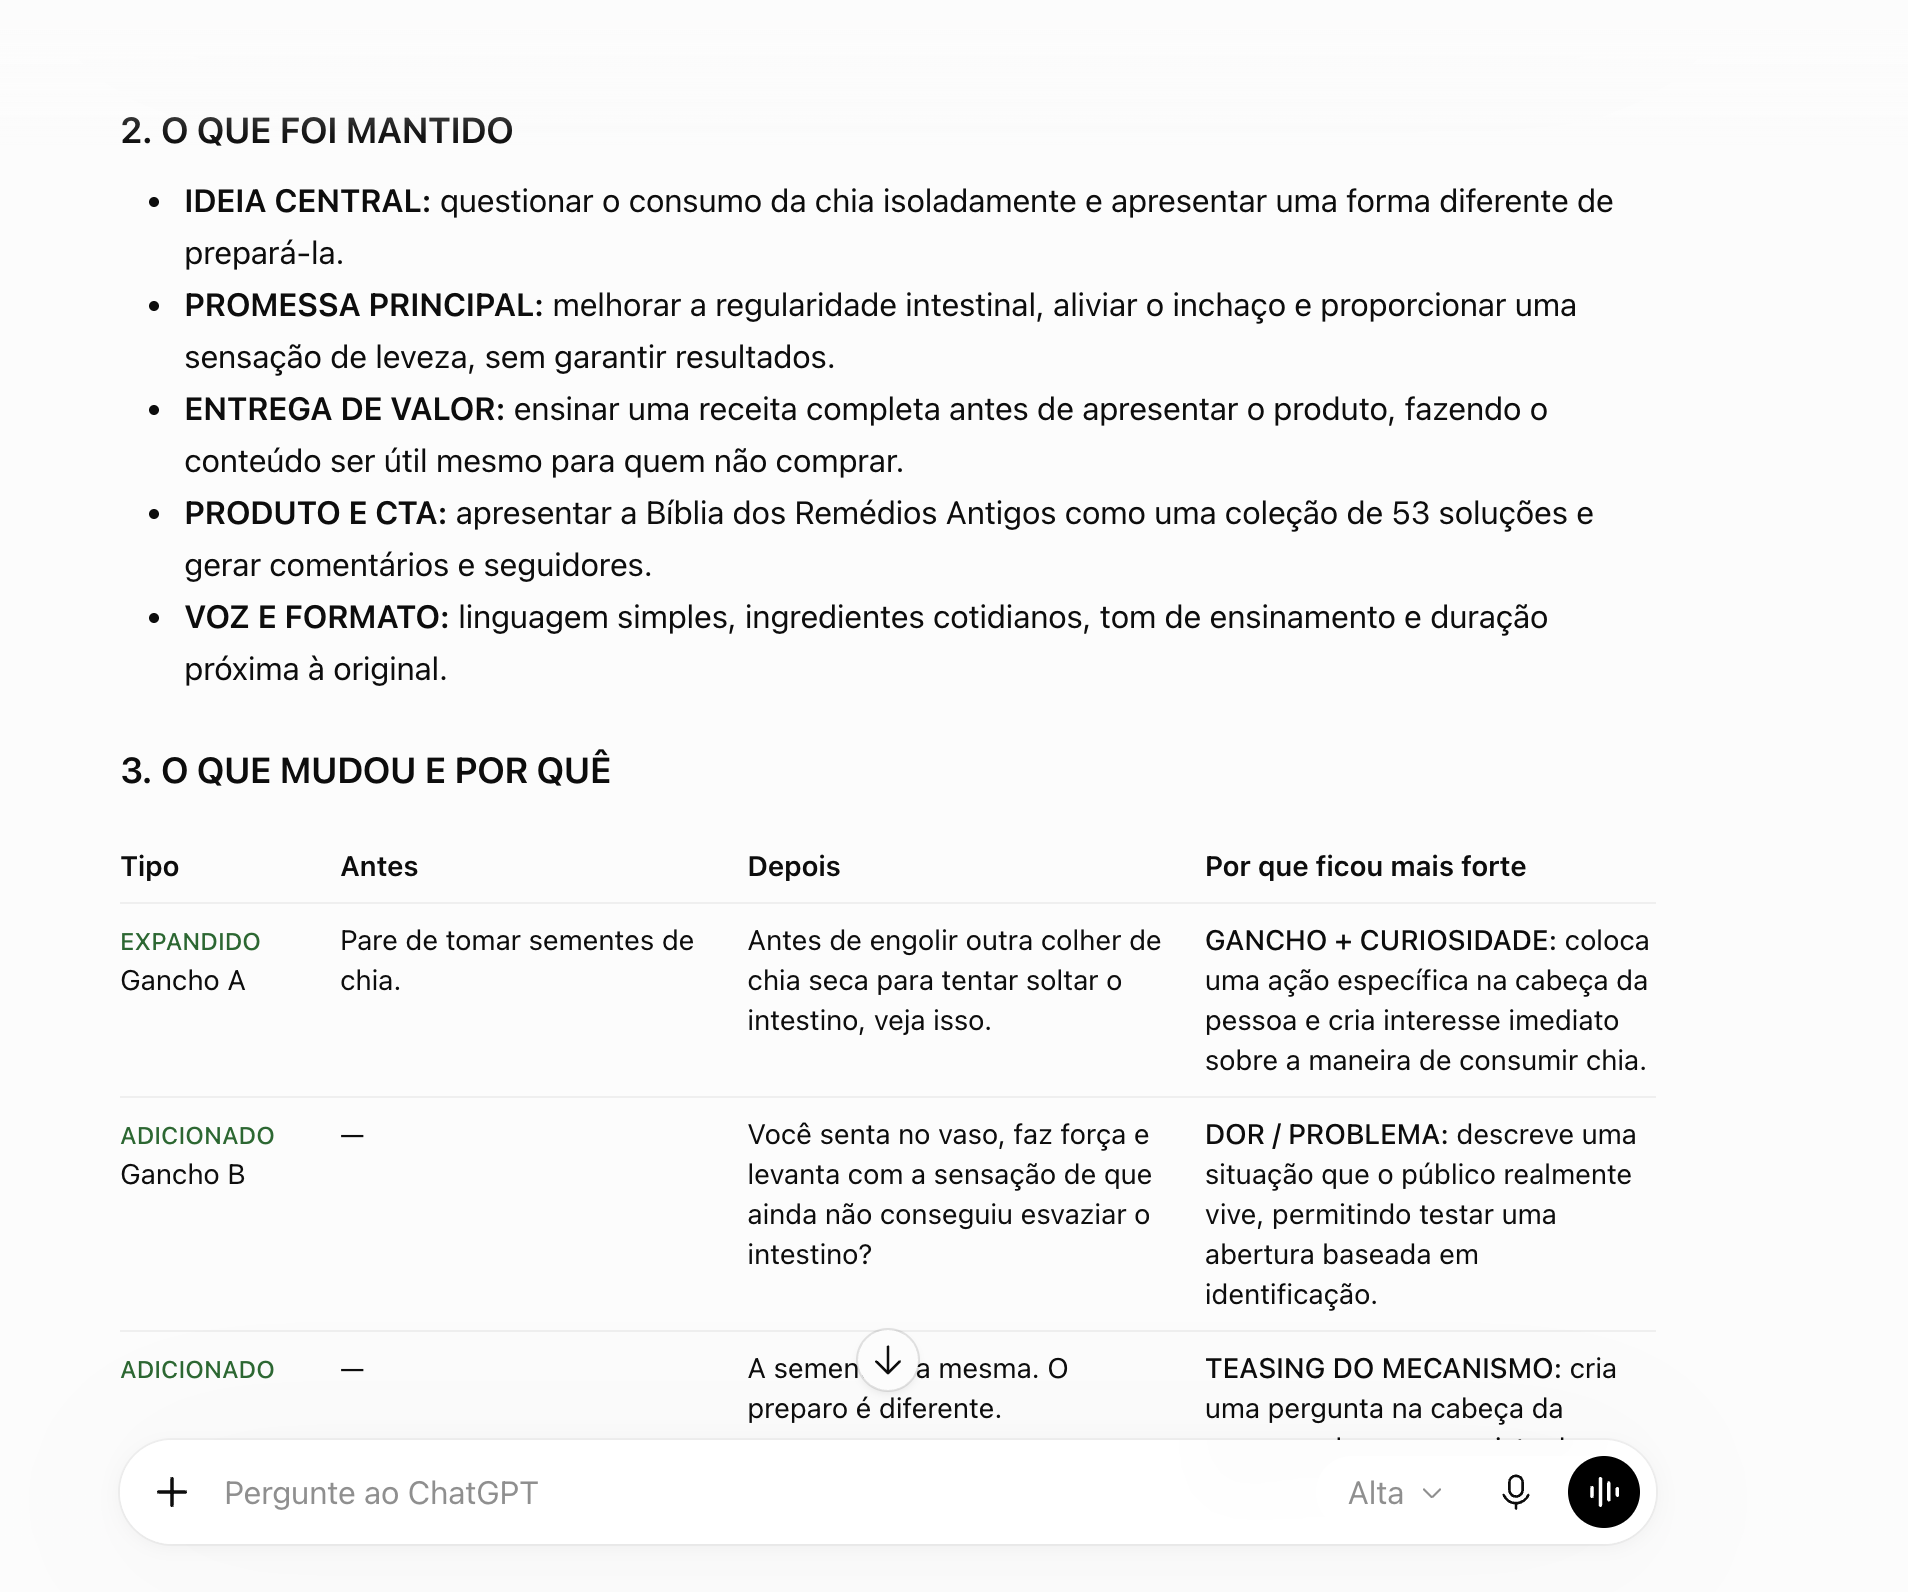 2. O QUE FOI MANTIDO
• IDEIA CENTRAL: questionar o consumo da chia isoladamente e apresentar uma forma diferente de
prepará-la.
• PROMESSA PRINCIPAL: melhorar a regularidade intestinal, aliviar o inchaço e proporcionar uma
sensação de leveza, sem garantir resultados.
• ENTREGA DE VALOR: ensinar uma receita completa antes de apresentar o produto, fazendo o
conteúdo ser útil mesmo para quem não comprar.
• PRODUTO E CTA: apresentar a Bíblia dos Remédios Antigos como uma coleção de 53 soluções e
gerar comentários e seguidores.
• VOZ E FORMATO: linguagem simples, ingredientes cotidianos, tom de ensinamento e duração
próxima à original.
3. O QUE MUDOU E POR QUÊ
Tipo
Antes
Depois
Por que ficou mais forte
EXPANDIDO
Gancho A
Pare de tomar sementes de
chia.
Antes de engolir outra colher de
chia seca para tentar soltar o
intestino, veja isso.
GANCHO + CURIOSIDADE: coloca
uma ação específica na cabeça da
pessoa e cria interesse imediato
sobre a maneira de consumir chia.
ADICIONADO
Gancho B
—
Você senta no vaso, faz força e
levanta com a sensação de que
ainda não conseguiu esvaziar o
intestino?
DOR / PROBLEMA: descreve uma
situação que o público realmente
vive, permitindo testar uma
abertura baseada em
identificação.
ADICIONADO
—
A semen a mesma. O
preparo é diferente.
TEASING DO MECANISMO: cria
uma pergunta na cabeça da
Pergunte ao ChatGPT
Alta